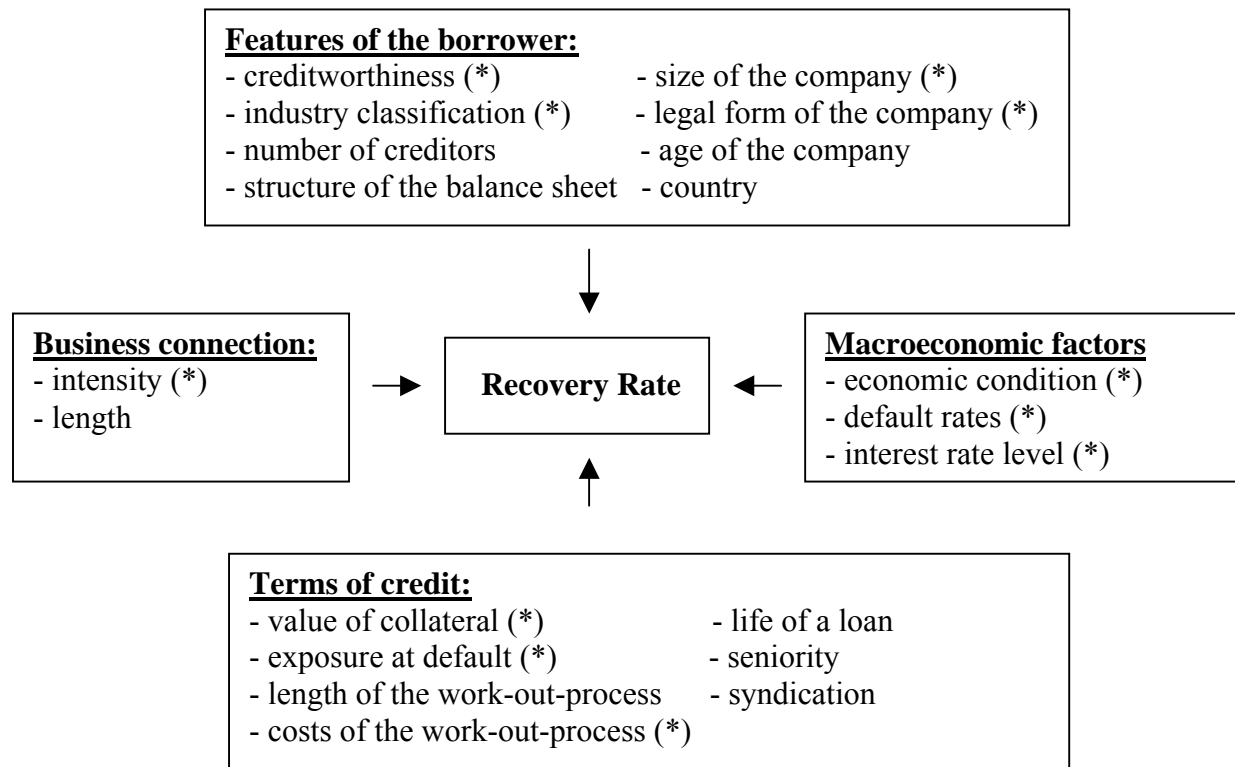 Features of the borrower:
- creditworthiness (*) - size of the company (*)
- industry classification (*) - legal form of the company (*)
- number of creditors - age of the company
- structure of the balance sheet - country
Business connection:
- intensity (*)
- length
Recovery Rate
Macroeconomic factors
- economic condition (*)
- default rates (*)
- interest rate level (*)
Terms of credit:
- value of collateral (*) - life of a loan
- exposure at default (*) - seniority
- length of the work-out-process - syndication
- costs of the work-out-process (*)